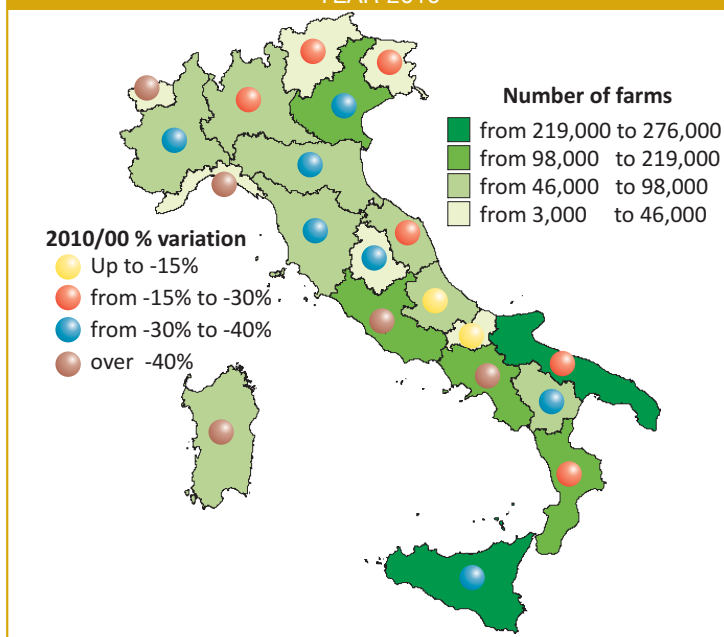 YEAR 2010
Number of farms
from 219,000 to 276,000
from 98,000 to 219,000
from 46,000 to 98,000
from 3,000 to 46,000
2010/00 % variation
Up to -15%
from -15% to -30%
from -30% to -40%
over -40%